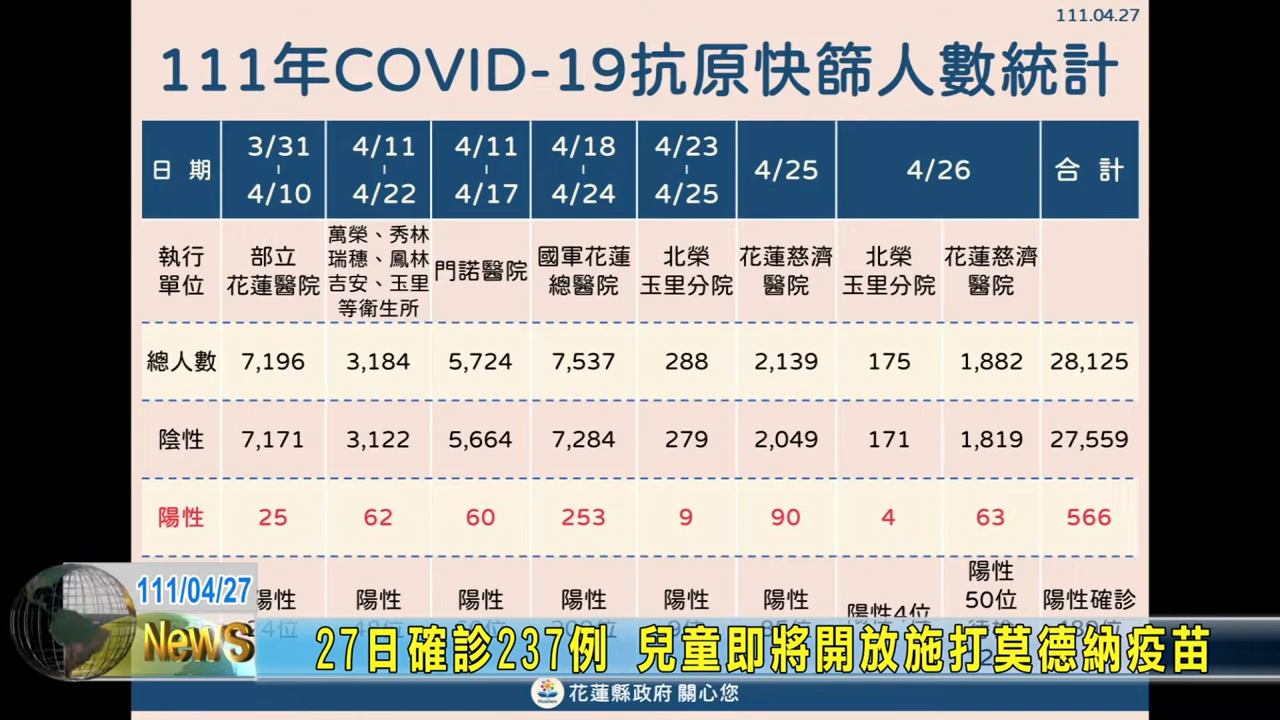 111.04.27
111年COVID-19抗原快篩人數統計
日期 3/31-4/10 4/11-4/22 4/11-4/17 4/18-4/24 4/23-4/25 4/25 4/26 合計
執行單位 部立花蓮醫院 萬榮、秀林瑞穗、鳳林吉安、玉里等衛生所 門諾醫院 國軍花蓮總醫院 北榮玉里分院 花蓮慈濟醫院 北榮玉里分院 花蓮慈濟醫院
總人數 7,196 3,184 5,724 7,537 288 2,139 175 1,882 28,125
陰性 7,171 3,122 5,664 7,284 279 2,049 171 1,819 27,559
陽性 25 62 60 253 9 90 4 63 566
陽性 陽性 陽性 陽性 陽性 陽性 陽性4位 陽性50位 陽性確診
111/04/27
News
27日確診237例 兒童即將開放施打莫德納疫苗
花蓮縣政府 關心您